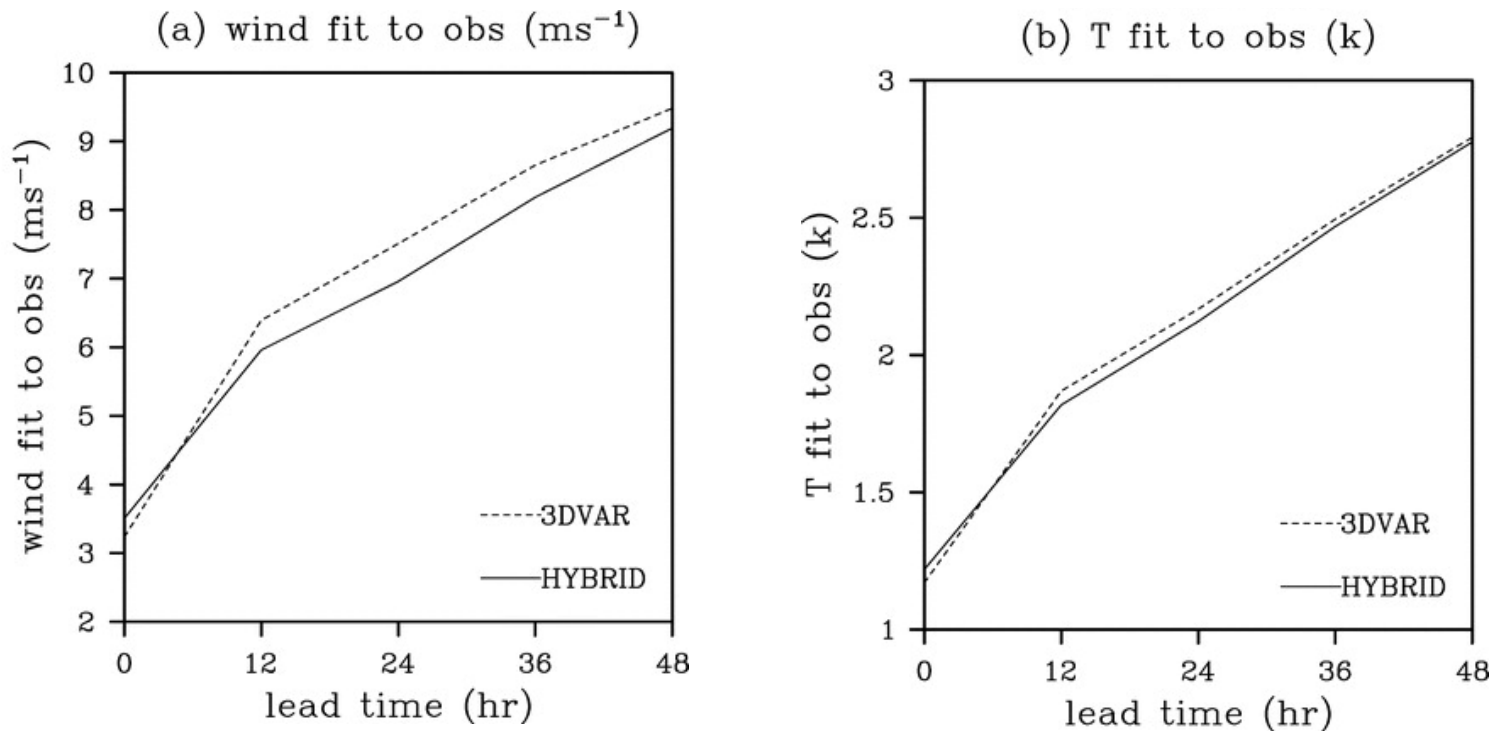 (a) wind fit to obs (ms⁻¹)
wind fit to obs (ms⁻¹)
10
9
8
7
6
5
4
3
2
3DVAR
HYBRID
0 12 24 36 48
lead time (hr)
(b) T fit to obs (k)
T fit to obs (k)
3
2.5
2
1.5
1
3DVAR
HYBRID
0 12 24 36 48
lead time (hr)